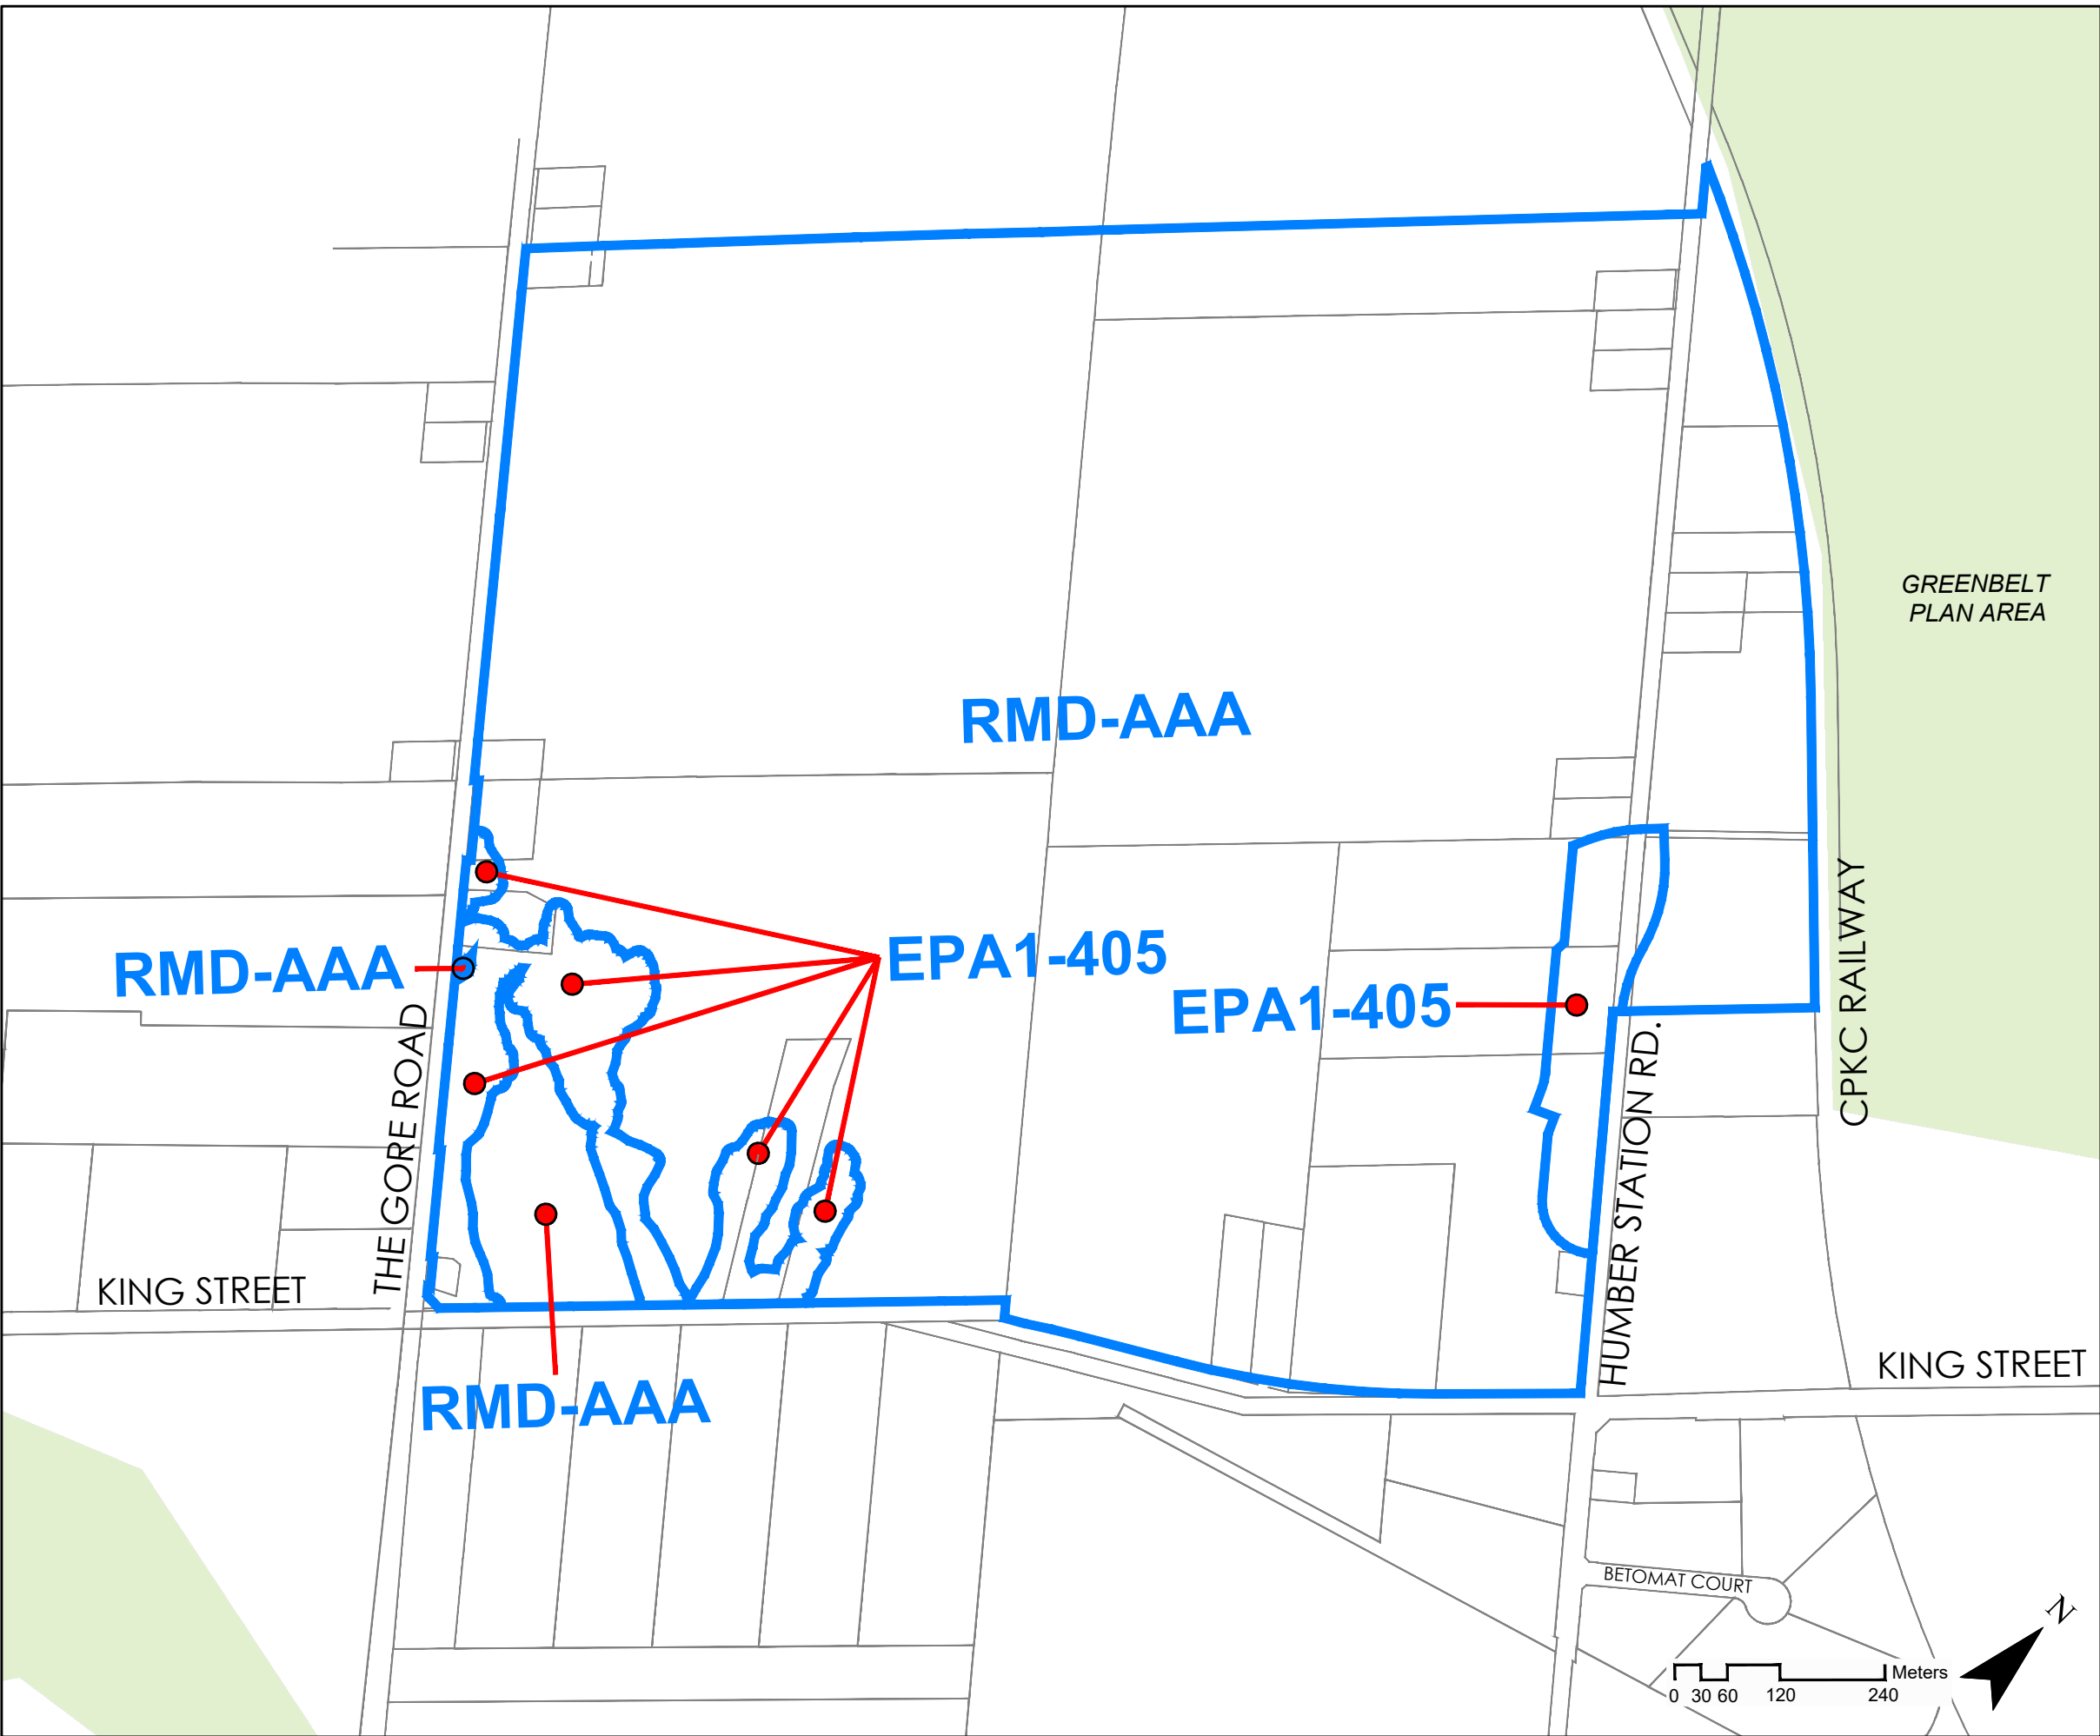 GREENBELT
PLAN AREA
RMD-AAA
EPA1-405
RMD-AAA
EPA1-405
CPKC RAILWAY
THE GORE ROAD
HUMBER STATION RD.
KING STREET
KING STREET
RMD-AAA
BETOMAT COURT
N
Meters
0 30 60 120 240